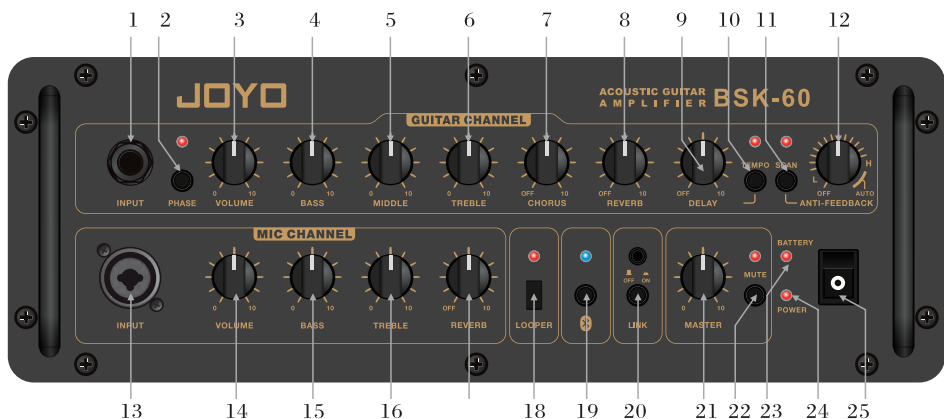 1 2 3 4 5 6 7 8 9 10 11 12
JOYO
ACOUSTIC GUITAR
AMPLIFIER BSK-60
GUITAR CHANNEL
INPUT PHASE
0 10 VOLUME
0 10 BASS
0 10 MIDDLE
0 10 TREBLE
OFF 10 CHORUS
OFF 10 REVERB
OFF 10 DELAY
TEMPO SCAN
L H
OFF AUTO
ANTI-FEEDBACK
MIC CHANNEL
INPUT
0 10 VOLUME
0 10 BASS
0 10 TREBLE
OFF 10 REVERB
LOOPER
OFF ON
LINK
0 10 MASTER
MUTE
BATTERY
POWER
13 14 15 16 18 19 20 21 22 23 24 25